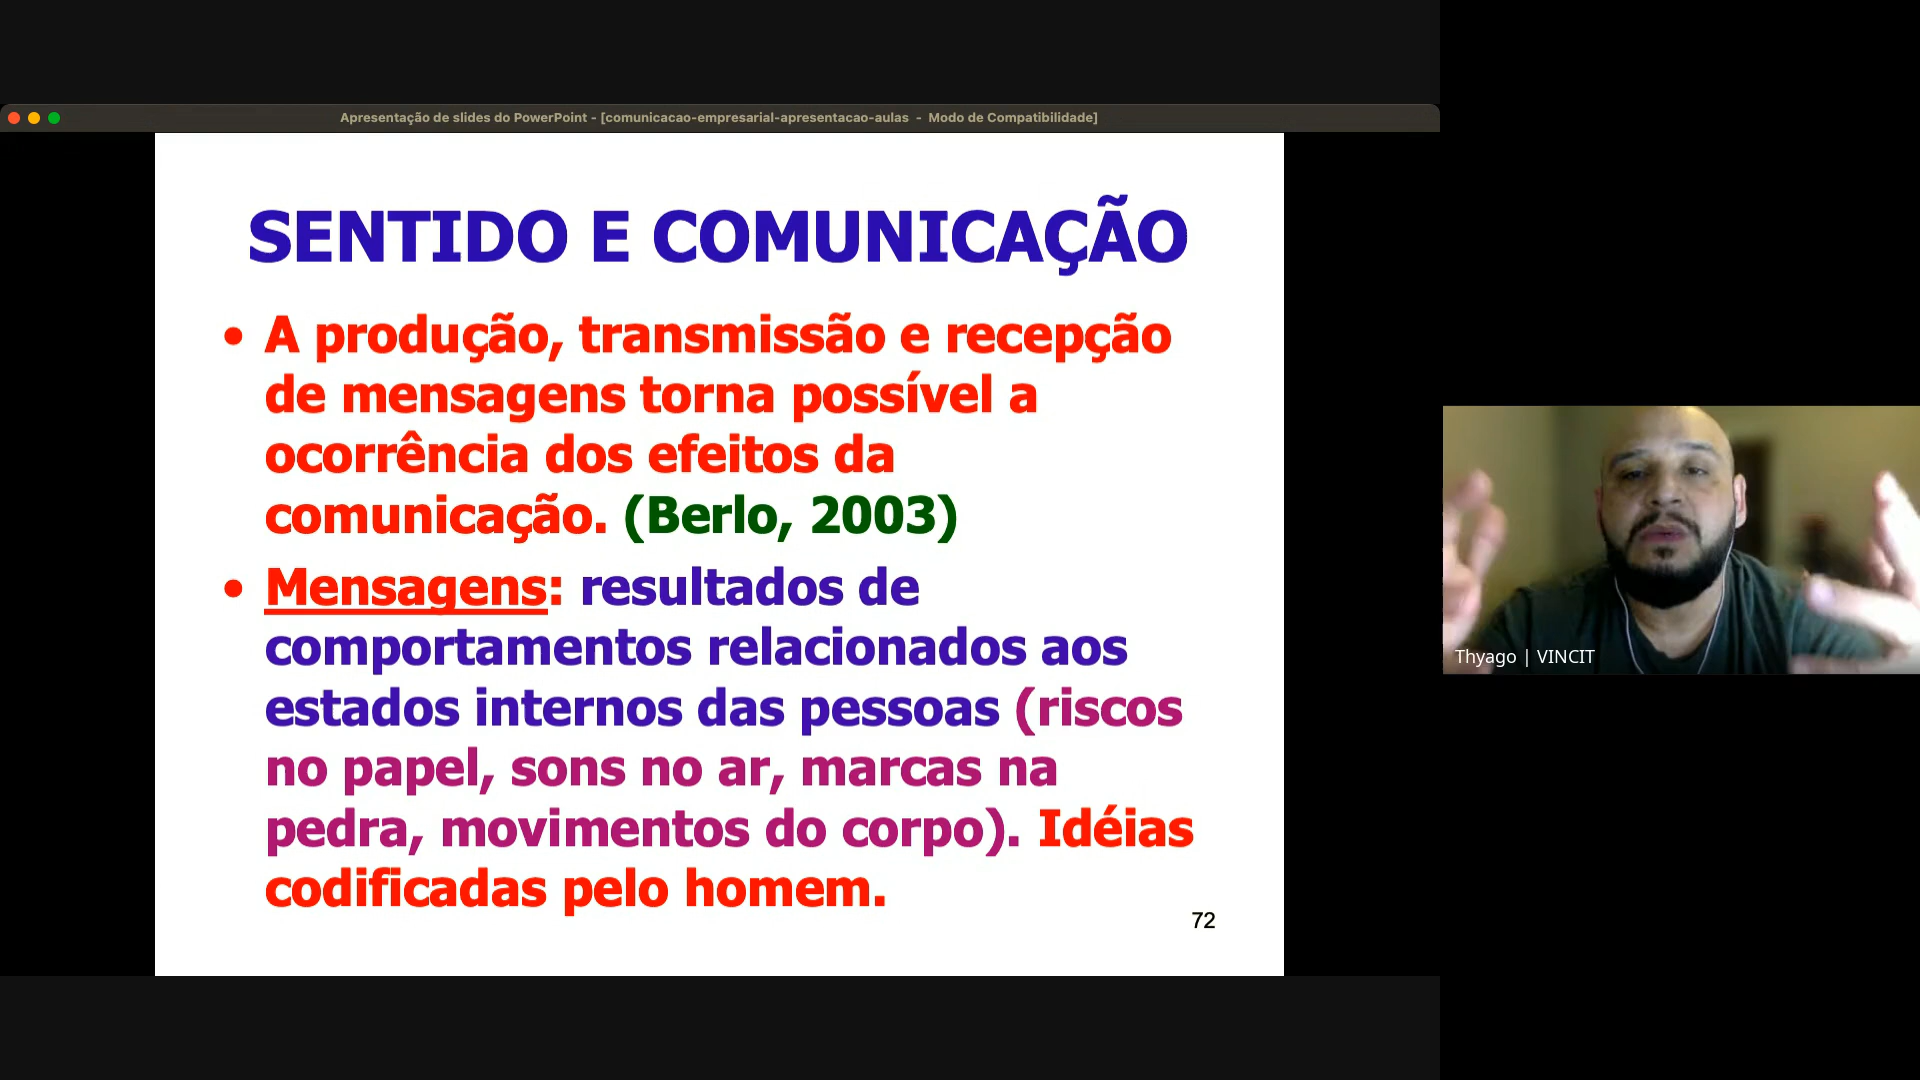 Apresentação de slides do PowerPoint - [comunicacao-empresarial-apresentacao-aulas - Modo de Compatibilidade]
SENTIDO E COMUNICAÇÃO
• A produção, transmissão e recepção
de mensagens torna possível a
ocorrência dos efeitos da
comunicação. (Berlo, 2003)
• Mensagens: resultados de
comportamentos relacionados aos
estados internos das pessoas (riscos
no papel, sons no ar, marcas na
pedra, movimentos do corpo). Idéias
codificadas pelo homem.
72
Thyago | VINCIT